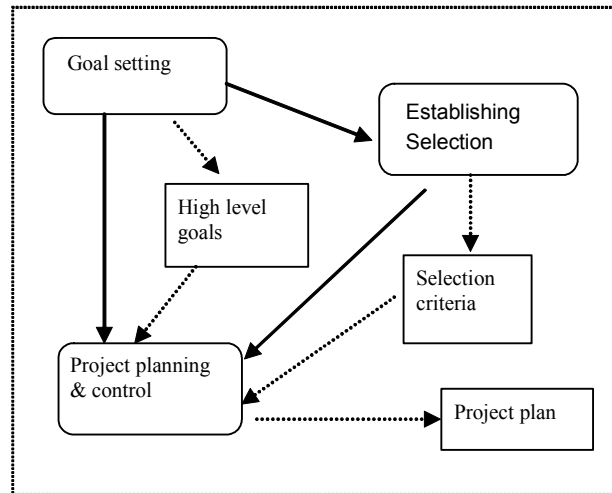 Goal setting
Establishing
Selection
High level
goals
Selection
criteria
Project planning
& control
Project plan